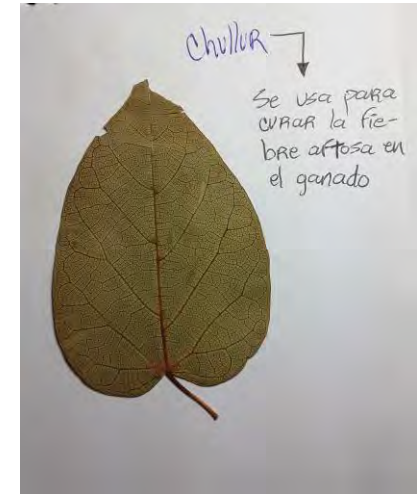 Chullur
Se usa para
curar la fie-
bre aftosa en
el ganado